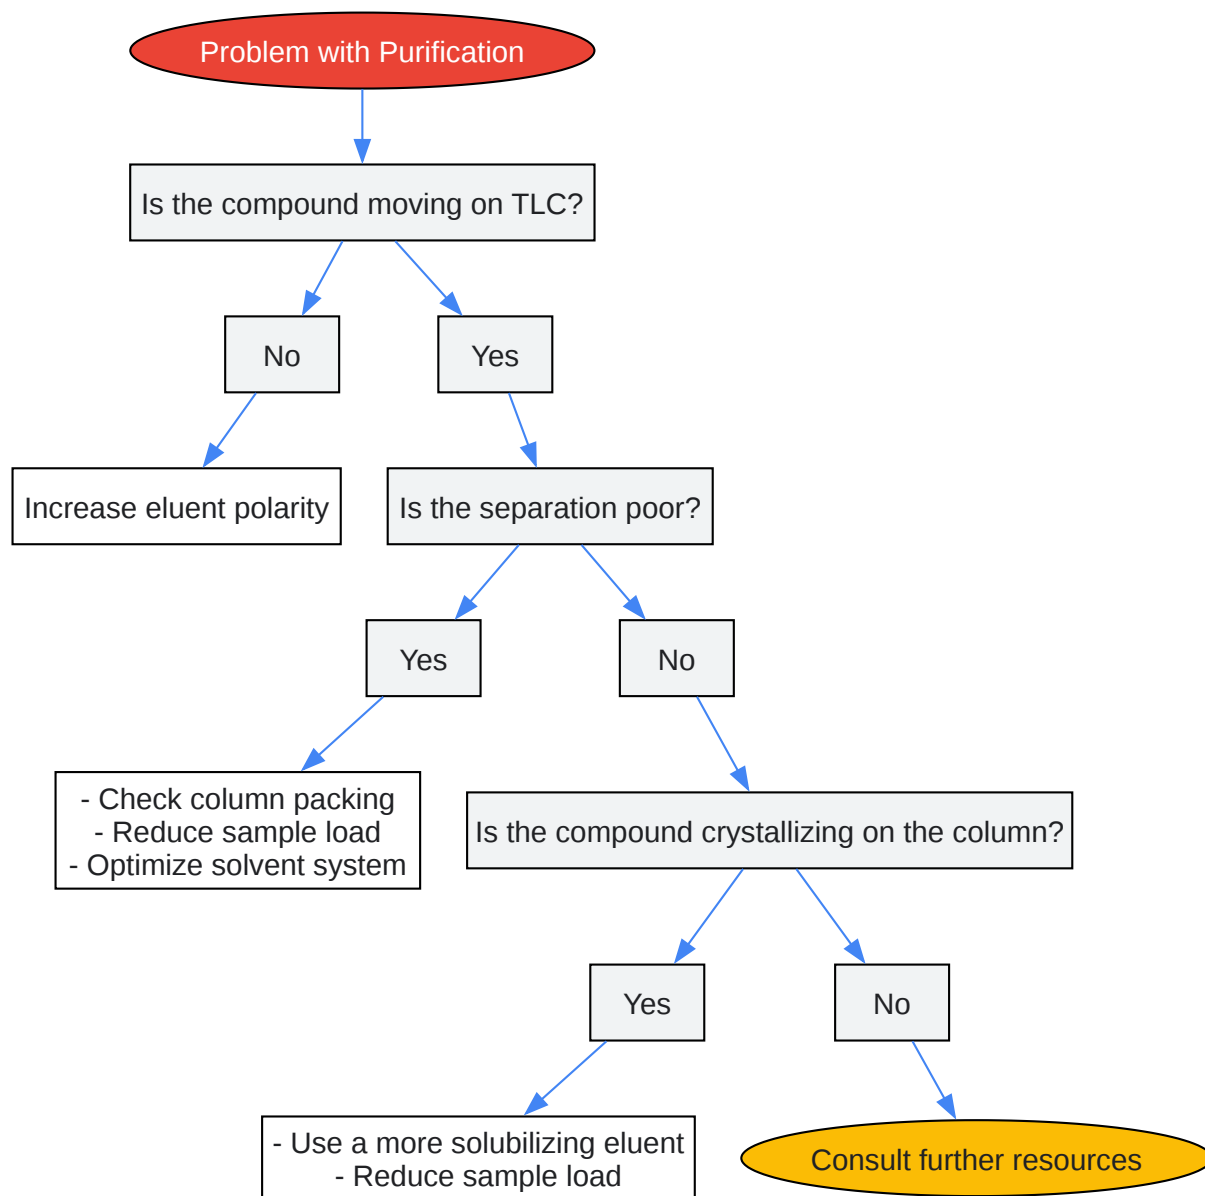 Problem with Purification
Is the compound moving on TLC?
No
Yes
Increase eluent polarity
Is the separation poor?
Yes
No
- Check column packing
- Reduce sample load
- Optimize solvent system
Is the compound crystallizing on the column?
Yes
No
- Use a more solubilizing eluent
- Reduce sample load
Consult further resources